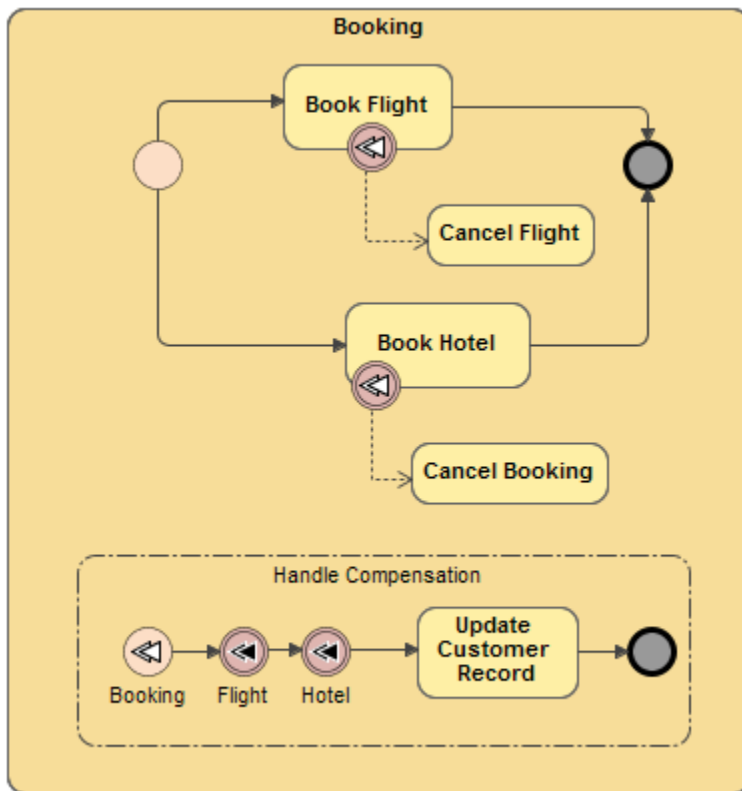 Booking
Book Flight
Cancel Flight
Book Hotel
Cancel Booking
Handle Compensation
Update
Customer
Record
Booking
Flight
Hotel